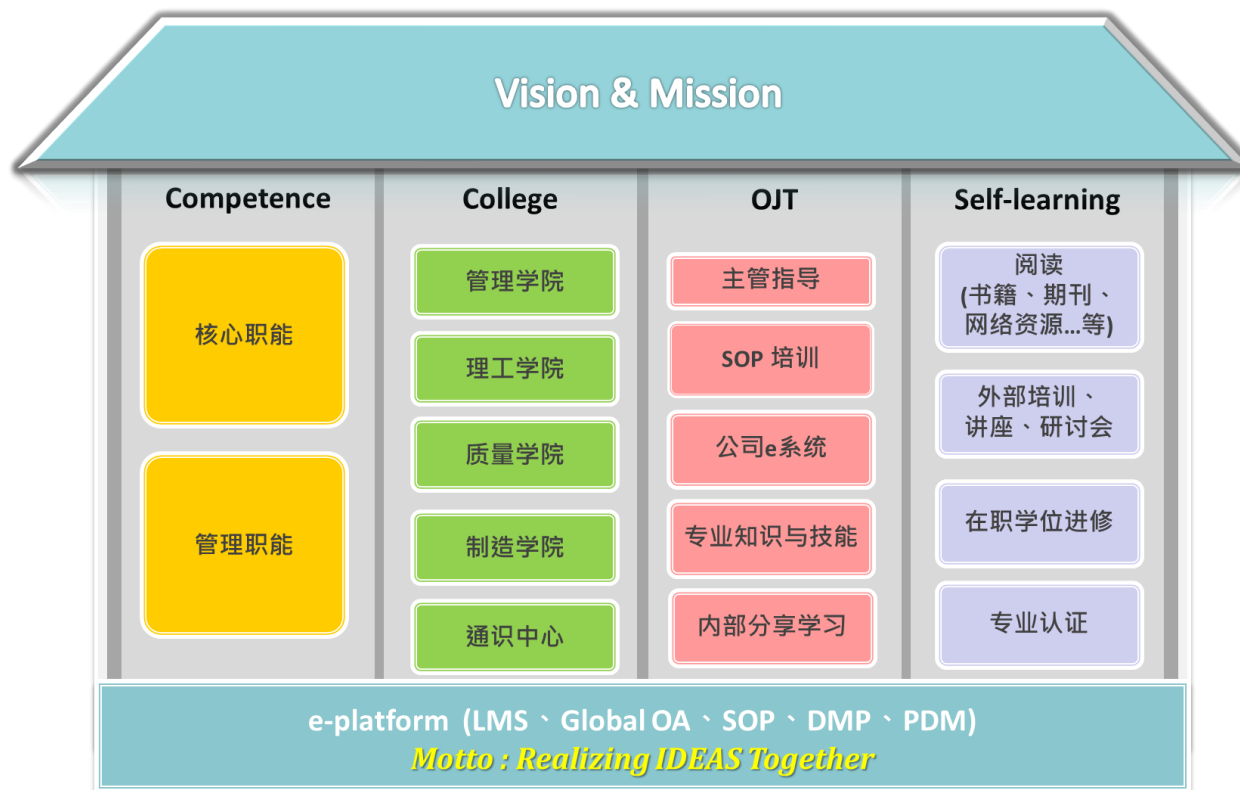 Vision & Mission
Competence
核心职能
管理职能
College
管理学院
理工学院
质量学院
制造学院
通识中心
OJT
主管指导
SOP 培训
公司e系统
专业知识与技能
内部分享学习
Self-learning
阅读
(书籍、期刊、
网络资源...等)
外部培训、
讲座、研讨会
在职学位进修
专业认证
e-platform (LMS、Global OA、SOP、DMP、PDM)
Motto : Realizing IDEAS Together